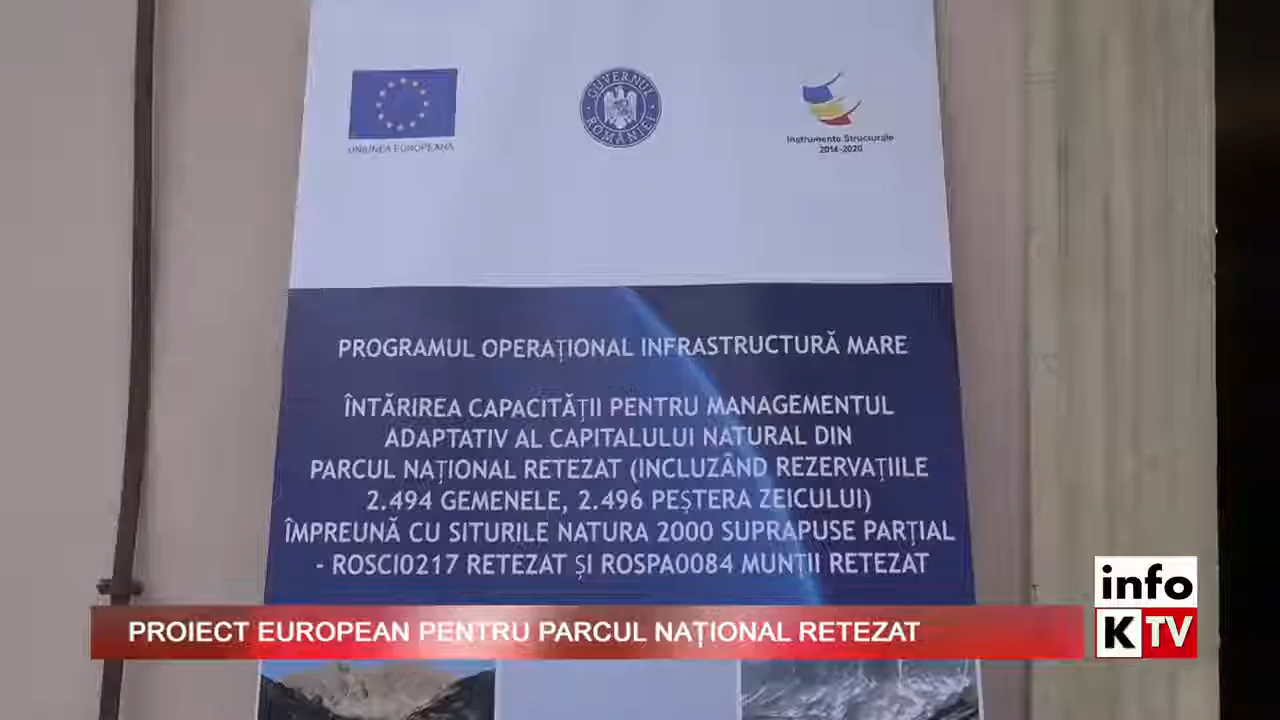 UNIUNEA EUROPEANĂ
GUVERNUL ROMÂNIEI
Instrumente Structurale
2014-2020
PROGRAMUL OPERAȚIONAL INFRASTRUCTURĂ MARE
ÎNTĂRIREA CAPACITĂȚII PENTRU MANAGEMENTUL
ADAPTATIV AL CAPITALULUI NATURAL DIN
PARCUL NAȚIONAL RETEZAT (INCLUZÂND REZERVAȚIILE
2.494 GEMENELE, 2.496 PEȘTERA ZEICULUI)
ÎMPREUNĂ CU SITURILE NATURA 2000 SUPRAPUSE PARȚIAL
- ROSCI0217 RETEZAT ȘI ROSPA0084 MUNȚII RETEZAT
PROIECT EUROPEAN PENTRU PARCUL NAȚIONAL RETEZAT
info
K TV